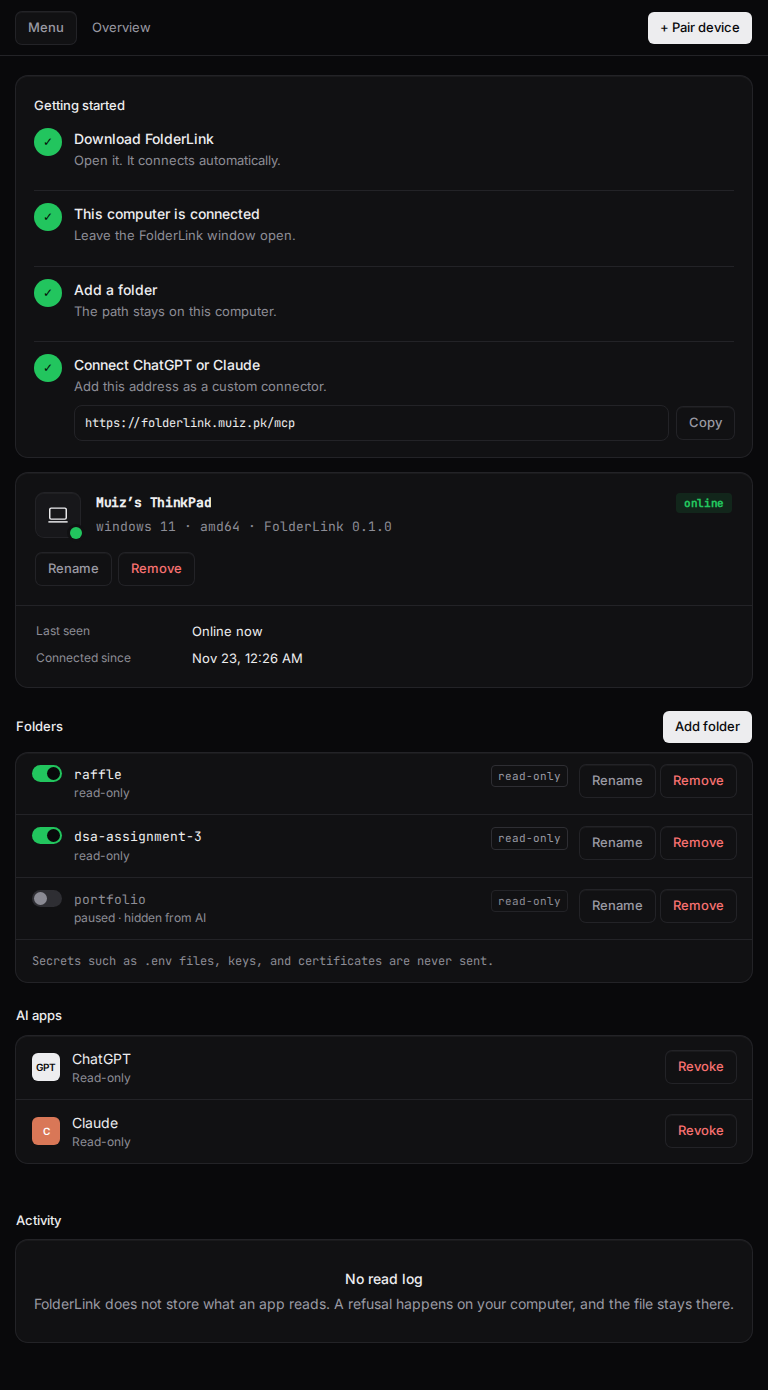 Menu
Overview
+ Pair device
Getting started
✓
Download FolderLink
Open it. It connects automatically.
✓
This computer is connected
Leave the FolderLink window open.
✓
Add a folder
The path stays on this computer.
✓
Connect ChatGPT or Claude
Add this address as a custom connector.
https://folderlink.muiz.pk/mcp
Copy
Muiz’s ThinkPad
online
windows 11 · amd64 · FolderLink 0.1.0
Rename
Remove
Last seen
Online now
Connected since
Nov 23, 12:26 AM
Folders
Add folder
raffle
read-only
read-only
Rename
Remove
dsa-assignment-3
read-only
read-only
Rename
Remove
portfolio
paused · hidden from AI
read-only
Rename
Remove
Secrets such as .env files, keys, and certificates are never sent.
AI apps
GPT
ChatGPT
Read-only
Revoke
C
Claude
Read-only
Revoke
Activity
No read log
FolderLink does not store what an app reads. A refusal happens on your computer, and the file stays there.